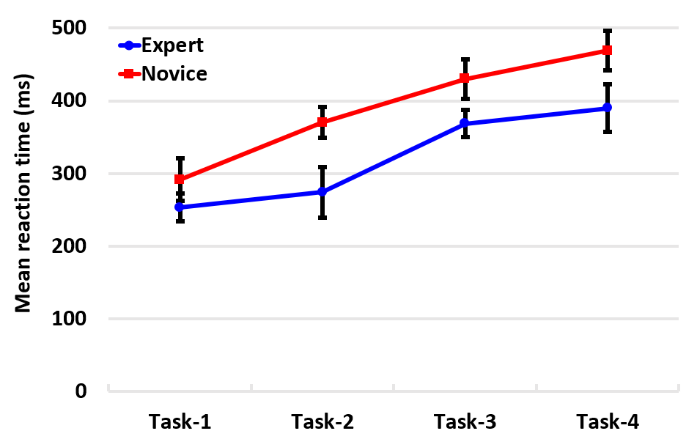 Mean reaction time (ms)
500
400
300
200
100
0
Expert
Novice
Task-1
Task-2
Task-3
Task-4